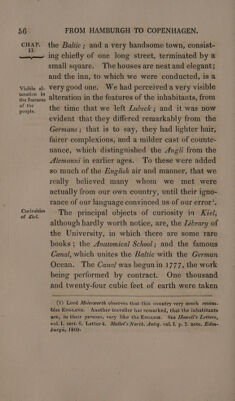 56 FROM HAMBURGH TO COPENHAGEN.
CHAP. II.
the Baltic; and a very handsome town, consist-
ing chiefly of one long street, terminated by a
small square. The houses are neat and elegant;
and the inn, to which we were conducted, is a
Visible al-
teration in
the features
of the
people.
very good one. We had perceived a very visible
alteration in the features of the inhabitants, from
the time that we left Lubeck; and it was now
evident that they differed remarkably from the
Germans; that is to say, they had lighter hair,
fairer complexions, and a milder cast of counte-
nance, which distinguished the Angli from the
Alemanni in earlier ages. To these were added
so much of the English air and manner, that we
really believed many whom we met were
actually from our own country, until their igno-
rance of our language convinced us of our error¹.
Curiosities
of Kiel.
The principal objects of curiosity in Kiel,
although hardly worth notice, are, the Library of
the University, in which there are some rare
books; the Anatomical School; and the famous
Canal, which unites the Baltic with the German
Ocean. The Canal was begun in 1777, the work
being performed by contract. One thousand
and twenty-four cubic feet of earth were taken
(1) Lord Molesworth observes that this country very much resem-
bles ENGLAND. Another traveller has remarked, that the inhabitants
are, in their persons, very like the ENGLISH. See Howell's Letters,
vol. I. sect. 6. Letter 4. Mallet's North. Antiq. vol. I. p. 2. note. Edin-
burgh, 1809.